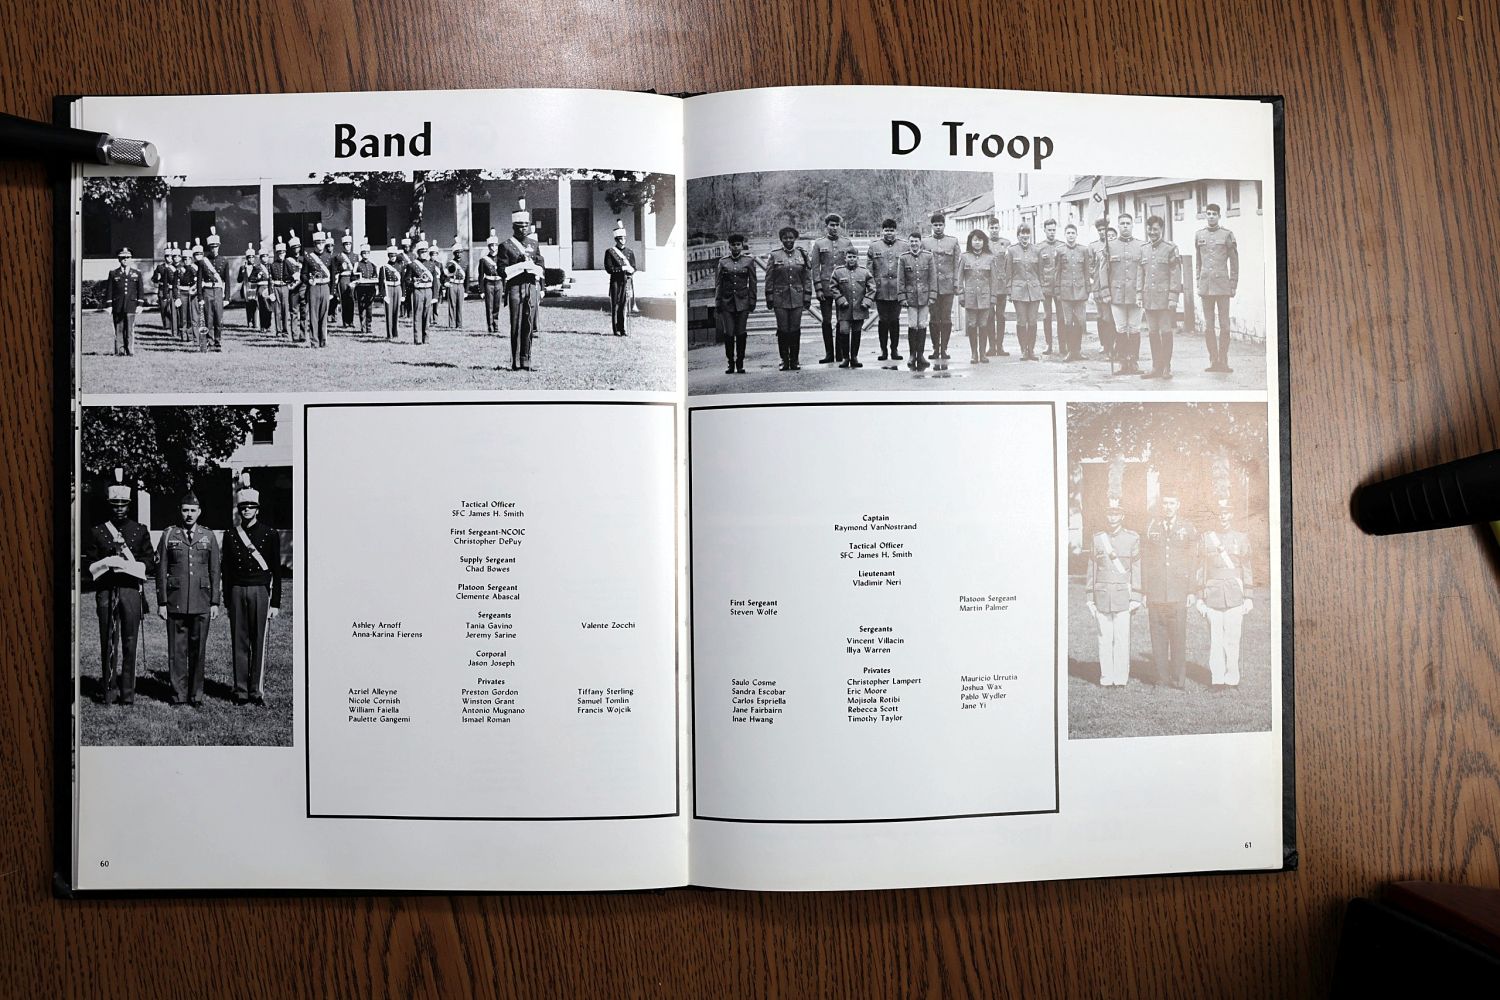 Band
Tactical Officer
SFC James H. Smith
First Sergeant-NCOIC
Christopher DePuy
Supply Sergeant
Chad Bowes
Platoon Sergeant
Clemente Abascal
Sergeants
Ashley Arnoff
Anna-Karina Fierens
Tania Gavino
Jeremy Sarine
Valente Zocchi
Corporal
Jason Joseph
Privates
Azriel Alleyne
Nicole Cornish
William Faiella
Paulette Gangemi
Preston Gordon
Winston Grant
Antonio Mugnano
Ismael Roman
Tiffany Sterling
Samuel Tomlin
Francis Wojcik
60
D Troop
Captain
Raymond VanNostrand
Tactical Officer
SFC James H. Smith
Lieutenant
Vladimir Neri
First Sergeant
Steven Wolfe
Platoon Sergeant
Martin Palmer
Sergeants
Vincent Villacin
Illya Warren
Privates
Saulo Cosme
Sandra Escobar
Carlos Espriella
Jane Fairbairn
Inae Hwang
Christopher Lampert
Eric Moore
Mojisola Rotibi
Rebecca Scott
Timothy Taylor
Mauricio Urrutia
Joshua Wax
Pablo Wydler
Jane Yi
61